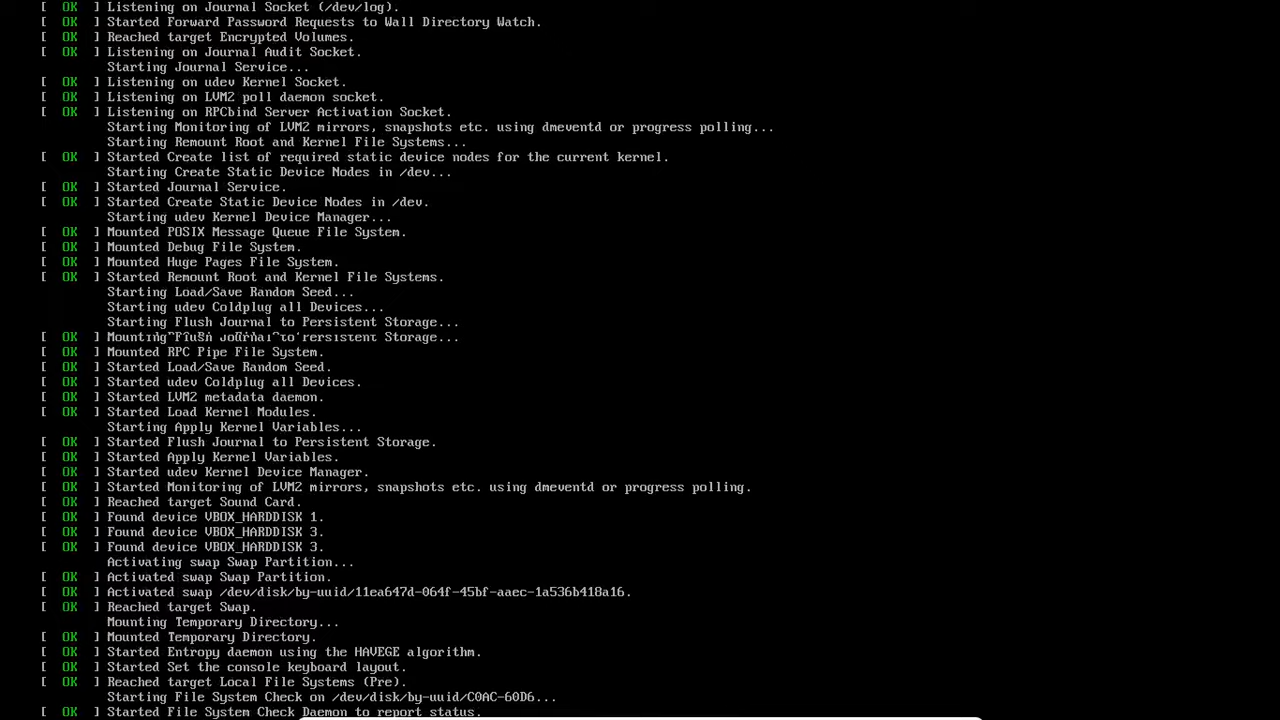 [  OK  ] Listening on Journal Socket (/dev/log).
[  OK  ] Started Forward Password Requests to Wall Directory Watch.
[  OK  ] Reached target Encrypted Volumes.
[  OK  ] Listening on Journal Audit Socket.
Starting Journal Service...
[  OK  ] Listening on udev Kernel Socket.
[  OK  ] Listening on LVM2 poll daemon socket.
[  OK  ] Listening on RPCbind Server Activation Socket.
Starting Monitoring of LVM2 mirrors, snapshots etc. using dmeventd or progress polling...
Starting Remount Root and Kernel File Systems...
[  OK  ] Started Create list of required static device nodes for the current kernel.
Starting Create Static Device Nodes in /dev...
[  OK  ] Started Journal Service.
[  OK  ] Started Create Static Device Nodes in /dev.
Starting udev Kernel Device Manager...
[  OK  ] Mounted POSIX Message Queue File System.
[  OK  ] Mounted Debug File System.
[  OK  ] Mounted Huge Pages File System.
[  OK  ] Started Remount Root and Kernel File Systems.
Starting Load/Save Random Seed...
Starting udev Coldplug all Devices...
Starting Flush Journal to Persistent Storage...
[  OK  ] Storage...
[  OK  ] Mounted RPC Pipe File System.
[  OK  ] Started Load/Save Random Seed.
[  OK  ] Started udev Coldplug all Devices.
[  OK  ] Started LVM2 metadata daemon.
[  OK  ] Started Load Kernel Modules.
Starting Apply Kernel Variables...
[  OK  ] Started Flush Journal to Persistent Storage.
[  OK  ] Started Apply Kernel Variables.
[  OK  ] Started udev Kernel Device Manager.
[  OK  ] Started Monitoring of LVM2 mirrors, snapshots etc. using dmeventd or progress polling.
[  OK  ] Reached target Sound Card.
[  OK  ] Found device VBOX_HARDDISK 1.
[  OK  ] Found device VBOX_HARDDISK 3.
[  OK  ] Found device VBOX_HARDDISK 3.
Activating swap Swap Partition...
[  OK  ] Activated swap Swap Partition.
[  OK  ] Activated swap /dev/disk/by-uuid/11ea647d-064f-45bf-aaec-1a536b418a16.
[  OK  ] Reached target Swap.
Mounting Temporary Directory...
[  OK  ] Mounted Temporary Directory.
[  OK  ] Started Entropy daemon using the HAVEGE algorithm.
[  OK  ] Started Set the console keyboard layout.
[  OK  ] Reached target Local File Systems (Pre).
Starting File System Check on /dev/disk/by-uuid/C0AC-60D6...
[  OK  ] Started File System Check Daemon to report status.